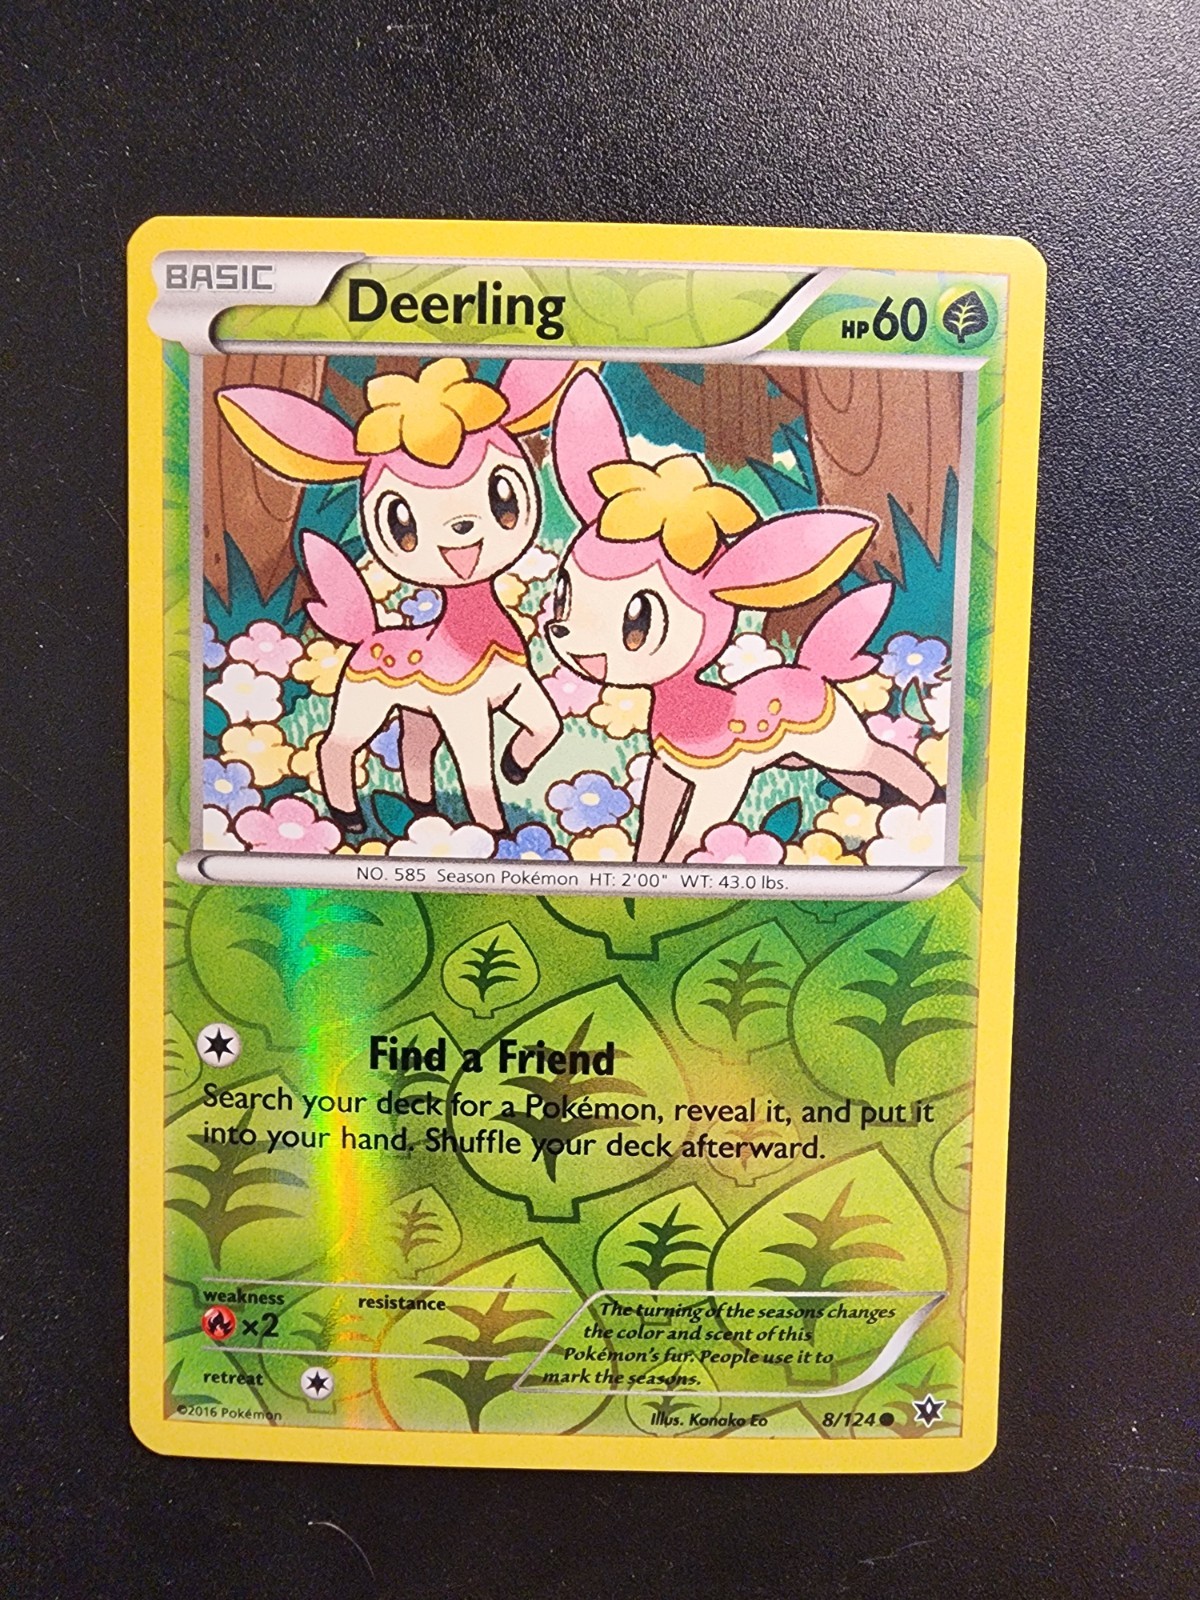 BASIC
Deerling
HP60
NO. 585 Season Pokémon HT: 2'00" WT: 43.0 lbs.
Find a Friend
Search your deck for a Pokémon, reveal it, and put it
into your hand. Shuffle your deck afterward.
weakness
×2
resistance
retreat
The turning of the seasons changes
the color and scent of this
Pokémon's fur. People use it to
mark the seasons.
©2016 Pokémon
Illus. Kanako Eo
8/124